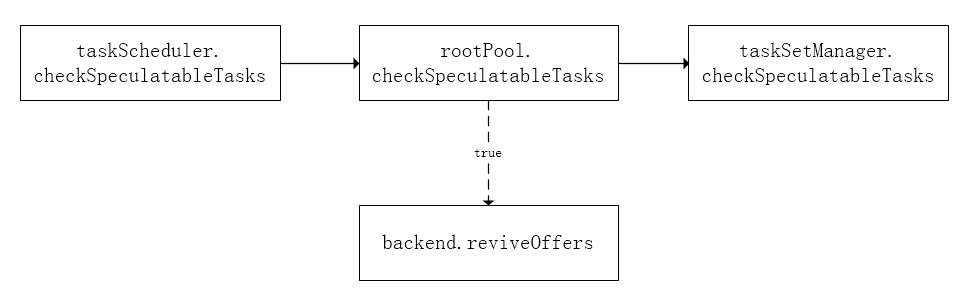 taskScheduler.
checkSpeculatableTasks
rootPool.
checkSpeculatableTasks
taskSetManager.
checkSpeculatableTasks
true
backend.reviveOffers